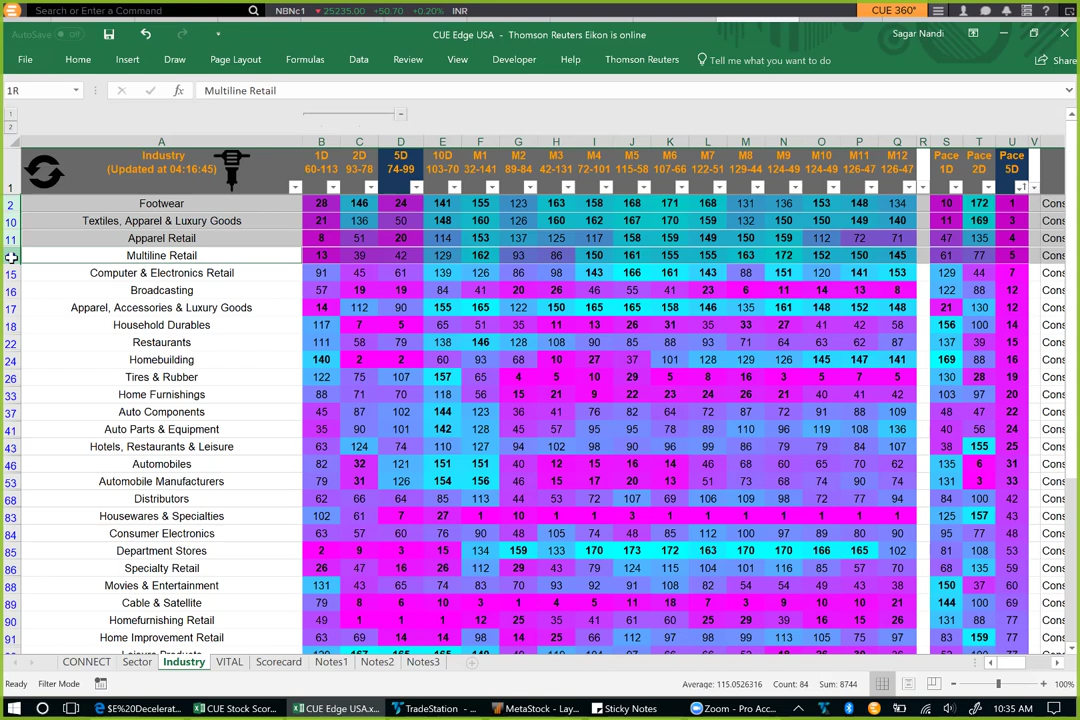 Search or Command NBNc1 25235.00 +50.70 +0.20% INR CUE 360°
AutoSave Off CUE Edge USA - Thomson Reuters Eikon is online Sagar Nandi
File Home Insert Draw Page Layout Formulas Data Review View Developer Help Thomson Reuters Tell me what you want to do Share
1R fx Multiline Retail
1
2
A B C D E F G H I J K L M N O P Q R S T U V
Industry 1D 2D 5D 10D M1 M2 M3 M4 M5 M6 M7 M8 M9 M10 M11 M12 Pace Pace Pace
(Updated at 04:16:45) 60-113 93-78 74-99 103-70 32-141 89-84 42-131 72-101 115-58 107-66 122-51 129-44 124-49 124-49 126-47 126-47 1D 2D 5D
1
2 Footwear 28 146 24 141 155 123 163 158 168 171 168 131 136 153 148 134 10 172 1 Cons
10 Textiles, Apparel & Luxury Goods 21 136 50 148 160 126 160 162 167 170 159 132 150 150 149 140 11 169 3 Cons
11 Apparel Retail 8 51 20 114 153 137 125 117 158 159 149 150 159 112 72 71 47 135 4 Cons
Multiline Retail 13 39 42 129 162 93 86 150 161 155 158 163 172 152 150 145 61 77 5 Cons
15 Computer & Electronics Retail 91 45 61 139 126 86 98 143 166 161 143 88 151 120 141 153 129 44 7 Cons
16 Broadcasting 57 19 19 84 41 20 26 46 55 41 23 6 11 14 13 8 122 88 12 Cons
17 Apparel, Accessories & Luxury Goods 14 112 90 155 165 122 150 165 165 158 146 135 161 158 152 148 21 130 12 Cons
18 Household Durables 117 7 5 65 51 35 11 13 26 31 35 33 27 41 42 58 156 100 14 Cons
22 Restaurants 111 58 79 138 146 128 108 90 85 88 93 71 64 63 62 87 137 39 15 Cons
24 Homebuilding 140 2 2 60 93 68 10 27 37 101 128 129 126 145 147 141 169 88 16 Cons
26 Tires & Rubber 122 75 107 157 65 4 5 10 29 5 8 16 3 5 7 5 130 28 19 Cons
33 Home Furnishings 88 71 70 118 56 15 21 9 22 23 24 26 21 40 41 42 103 97 20 Cons
37 Auto Components 45 87 102 144 123 36 41 76 82 64 72 87 72 91 88 109 48 47 22 Cons
41 Auto Parts & Equipment 35 90 101 142 128 45 57 95 95 78 89 110 96 119 108 136 40 56 24 Cons
43 Hotels, Restaurants & Leisure 63 124 74 110 127 94 102 98 90 96 99 86 79 79 84 107 38 155 25 Cons
46 Automobiles 82 32 121 151 151 40 12 15 16 14 46 68 60 65 70 62 135 6 31 Cons
53 Automobile Manufacturers 79 31 126 154 156 46 15 17 20 13 51 73 68 74 90 74 131 3 33 Cons
68 Distributors 62 66 64 85 113 44 53 72 107 69 106 109 98 72 77 94 84 100 42 Cons
83 Housewares & Specialties 102 61 7 27 1 10 1 1 3 1 1 1 1 1 1 1 125 157 43 Cons
84 Consumer Electronics 63 57 60 76 90 48 105 74 48 85 112 100 97 89 80 90 95 77 48 Cons
85 Department Stores 2 9 3 15 134 159 133 170 173 172 163 170 170 166 165 102 81 108 53 Cons
86 Specialty Retail 26 47 16 26 112 29 43 79 124 115 104 101 116 85 57 70 68 135 59 Cons
88 Movies & Entertainment 131 43 65 74 83 70 93 92 91 108 82 54 54 49 43 38 150 37 60 Cons
89 Cable & Satellite 79 8 6 10 3 1 4 5 11 18 7 3 9 10 10 21 144 100 69 Cons
90 Homefurnishing Retail 49 1 1 1 12 25 35 41 61 60 25 29 39 16 15 26 131 88 77 Cons
91 Home Improvement Retail 63 69 14 14 98 14 25 66 112 97 98 99 113 105 75 97 83 159 77 Cons
CONNECT Sector Industry VITAL Scorecard Notes1 Notes2 Notes3
Ready Filter Mode Average: 115.0526316 Count: 84 Sum: 8744 100%
$E%20Decelerat... CUE Stock Scor... CUE Edge USA.x... TradeStation - ... MetaStock - Lay... Sticky Notes Zoom - Pro Acc... 10:35 AM